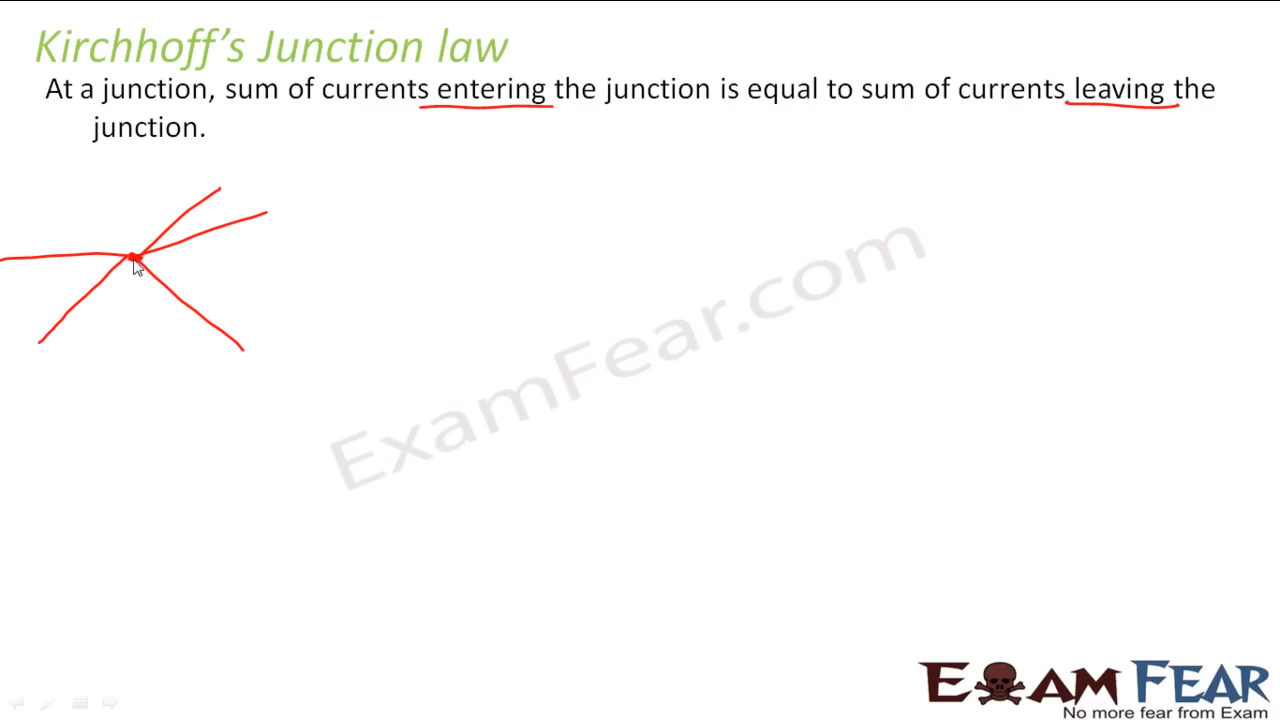 Kirchhoff's Junction law
At a junction, sum of currents entering the junction is equal to sum of currents leaving the
junction.
ExamFear.com
EXAM FEAR
No more fear from Exam